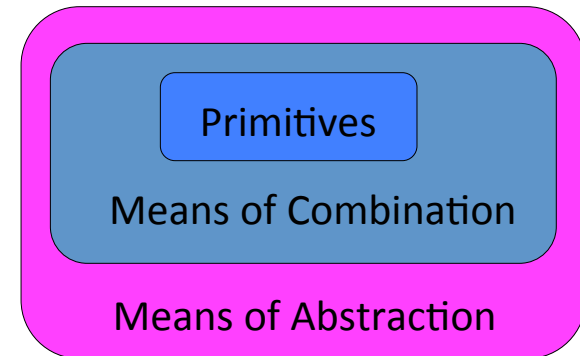 Primitives
Means of Combination
Means of Abstraction